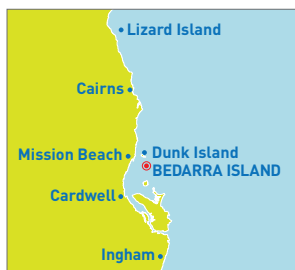 Lizard Island
Cairns
Mission Beach
Dunk Island
BEDARRA ISLAND
Cardwell
Ingham